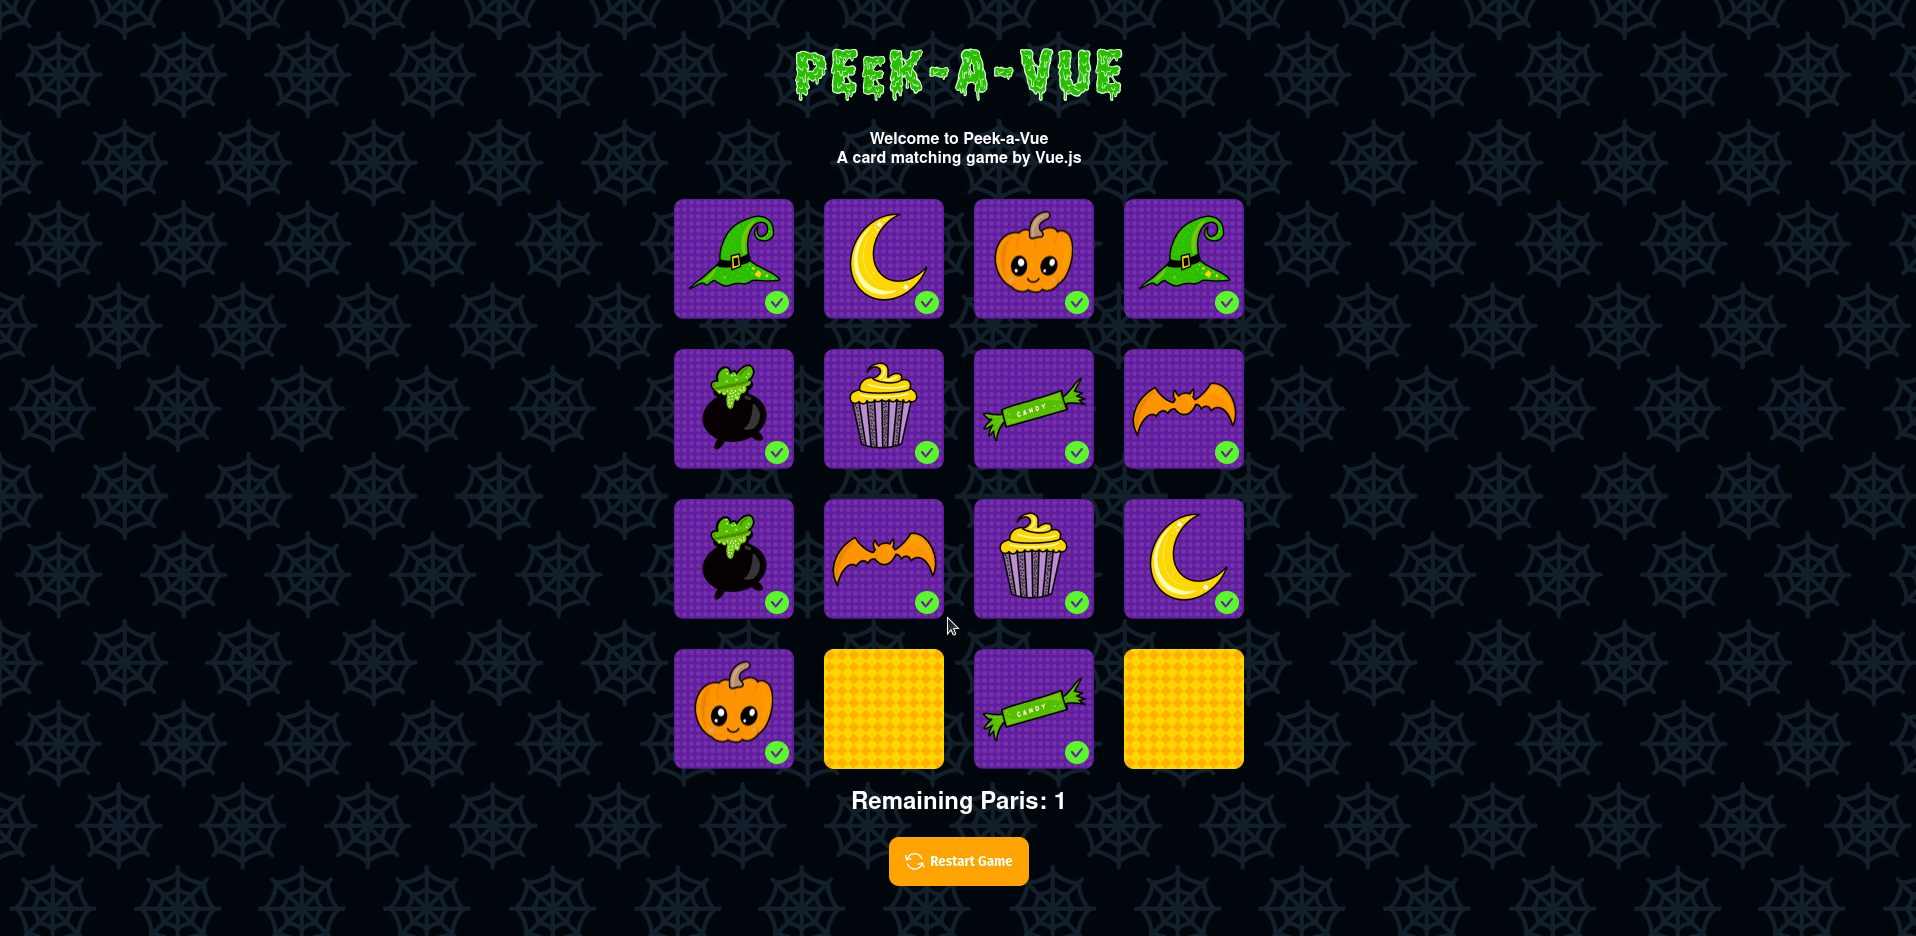 PEEK-A-VUE
Welcome to Peek-a-Vue
A card matching game by Vue.js
CANDY
CANDY
Remaining Paris: 1
Restart Game